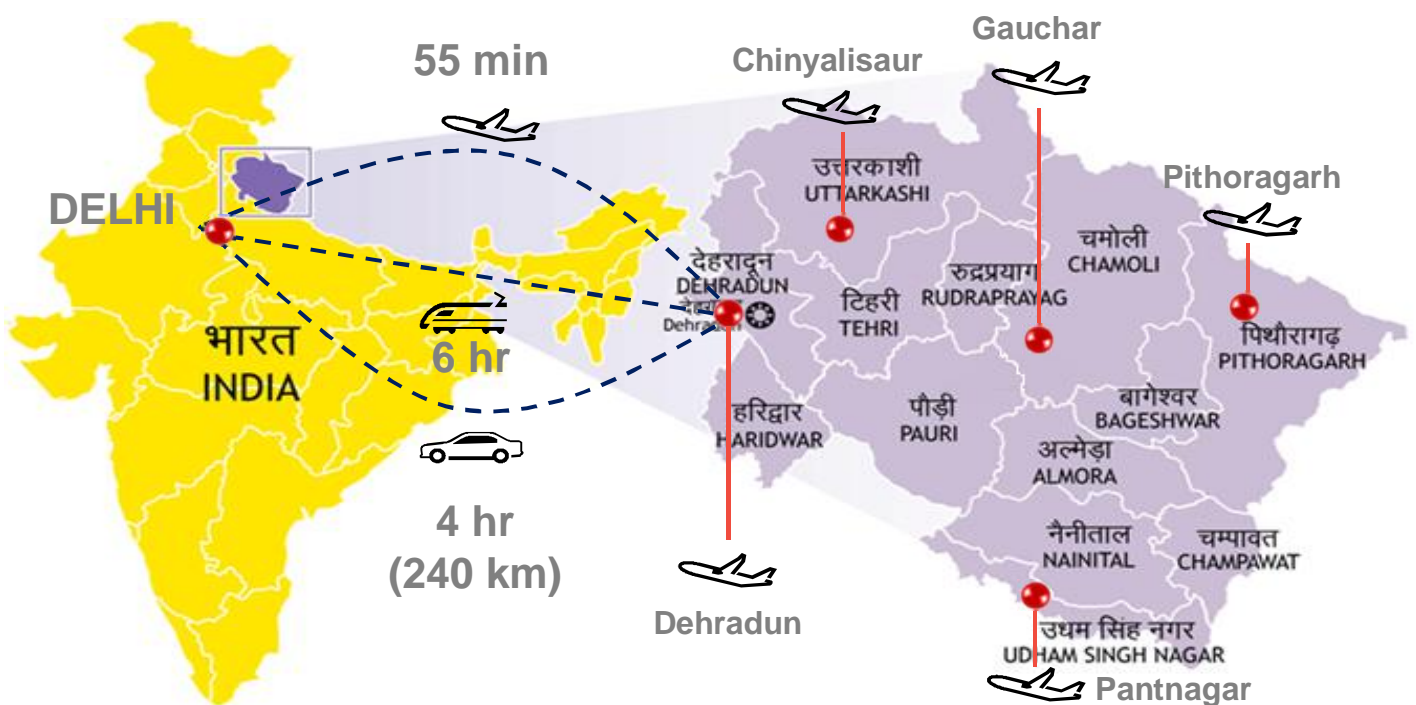 55 min
DELHI
भारत
INDIA
6 hr
4 hr
(240 km)
Chinyalisaur
Gauchar
Pithoragarh
उत्तरकाशी
UTTARKASHI
चमोली
CHAMOLI
देहरादून
DEHRADUN
रुद्रप्रयाग
RUDRAPRAYAG
टिहरी
TEHRI
पिथौरागढ़
PITHORAGARH
हरिद्वार
HARIDWAR
पौड़ी
PAURI
बागेश्वर
BAGESHWAR
अल्मोड़ा
ALMORA
नैनीताल
NAINITAL
चम्पावत
CHAMPAWAT
Dehradun
उधम सिंह नगर
UDHAM SINGH NAGAR
Pantnagar